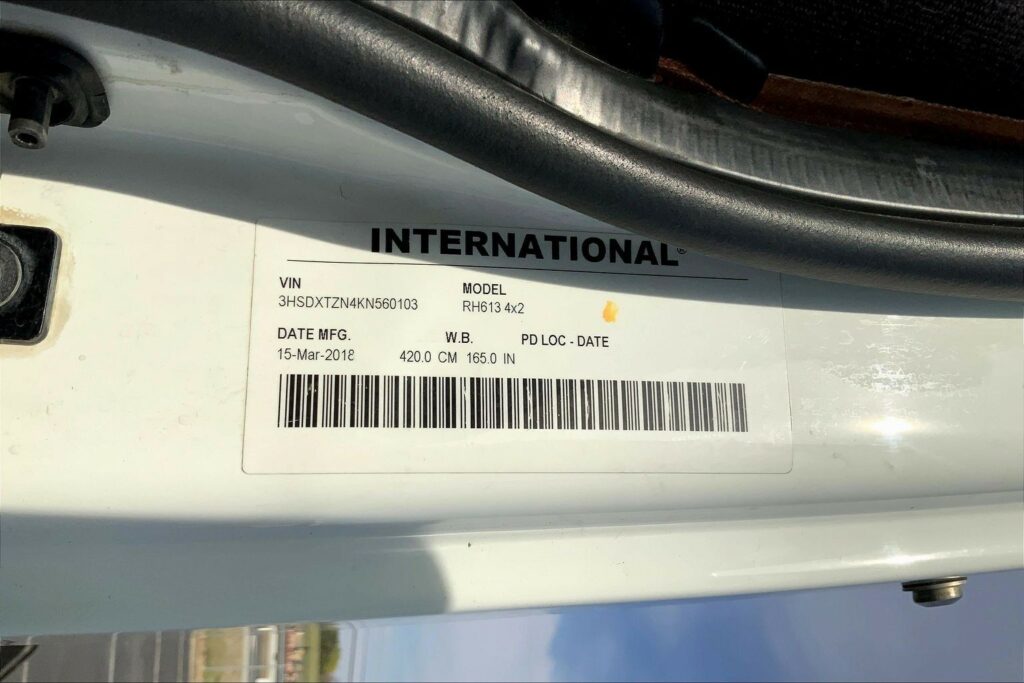 INTERNATIONAL®
VIN MODEL
3HSDXTZN4KN560103 RH613 4x2
DATE MFG. W.B. PD LOC - DATE
15-Mar-2018 420.0 CM 165.0 IN